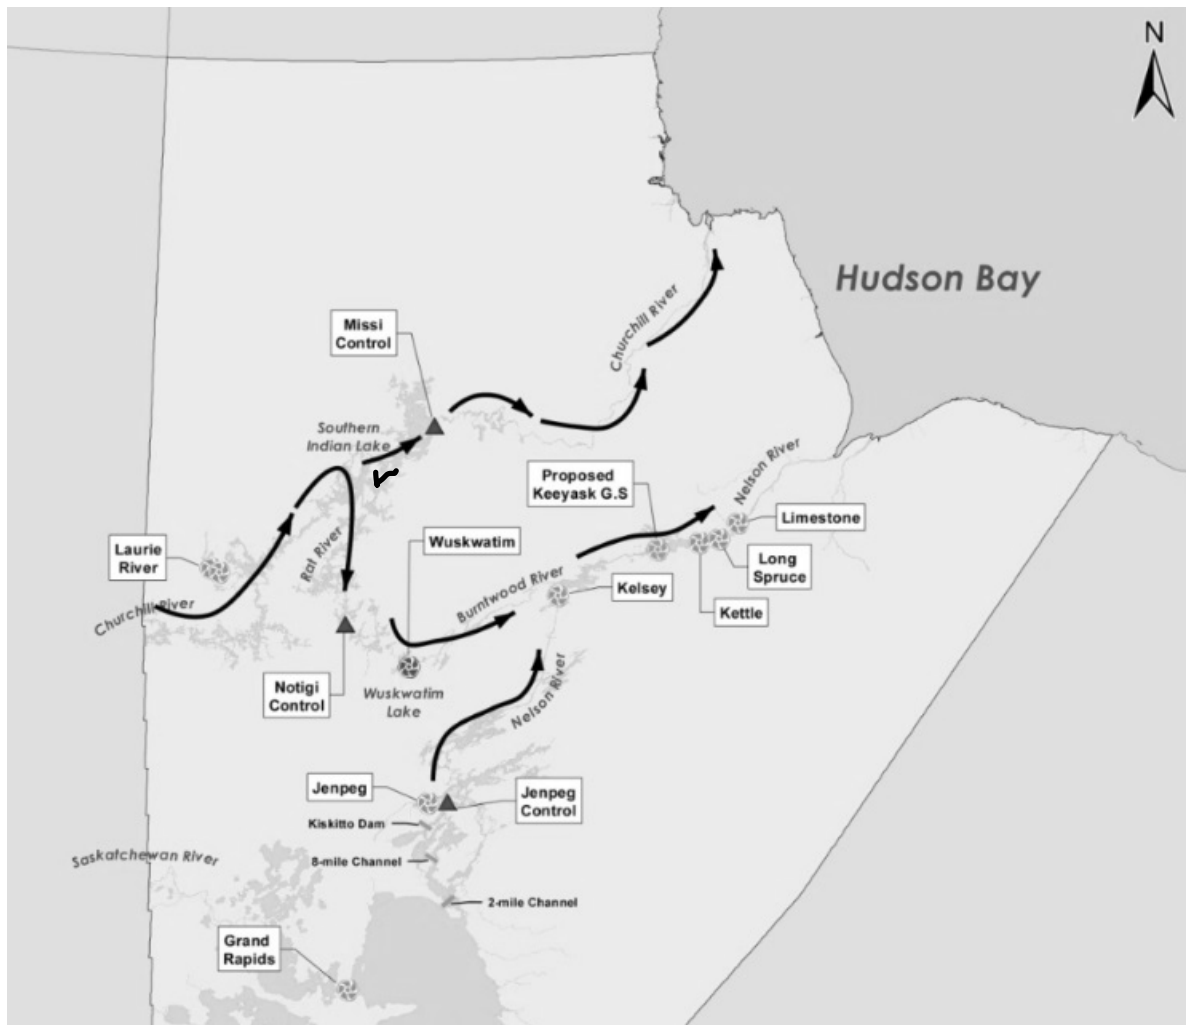 N
Hudson Bay
Churchill River
Missi
Control
Southern
Indian Lake
Nelson River
Proposed
Keeyask G.S
Limestone
Wuskwatim
Laurie
River
Rat River
Long
Spruce
Burntwood River
Kelsey
Kettle
Churchill River
Notigi
Control
Wuskwatim
Lake
Nelson River
Jenpeg
Jenpeg
Control
Kiskitto Dam
Saskatchewan River
8-mile Channel
2-mile Channel
Grand
Rapids